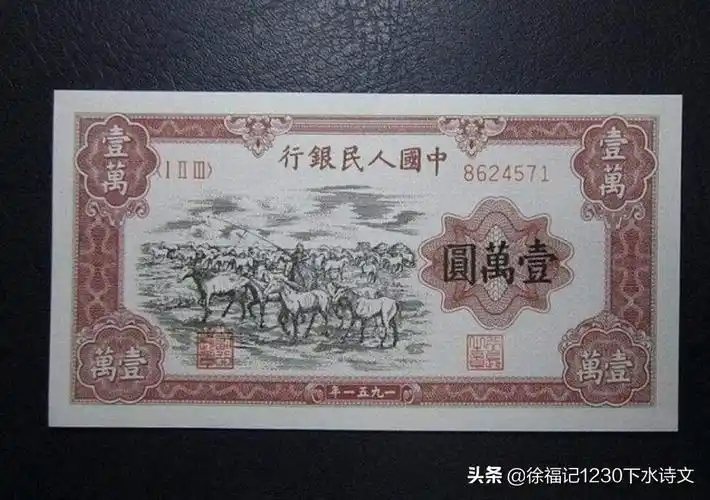 壹萬
壹萬
中國人民銀行
〈I II III〉
8624571
壹萬圓
壹萬
壹萬
一九五一年
头条 @徐福记1230下水诗文